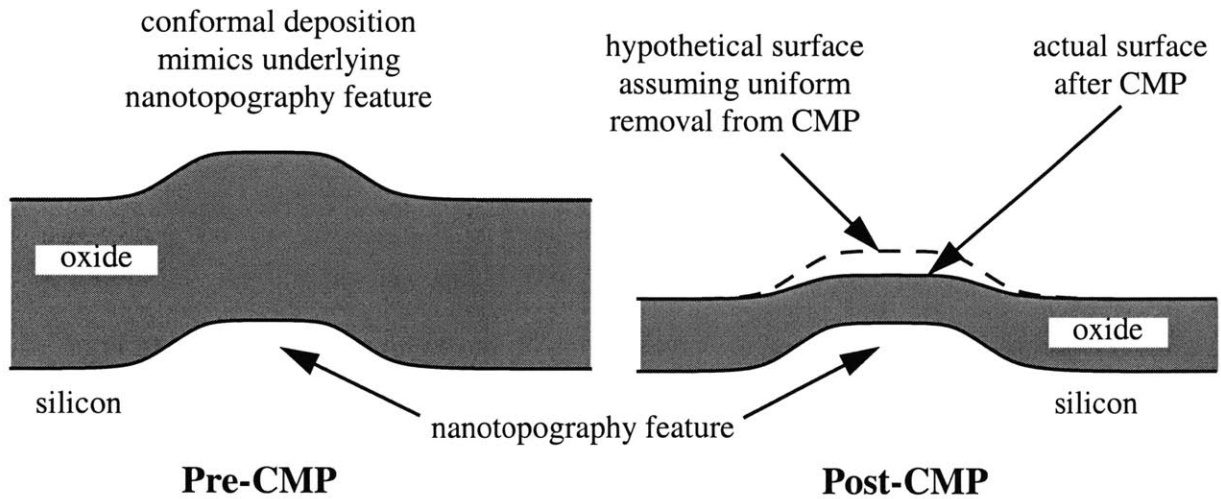 conformal deposition
mimics underlying
nanotopography feature
hypothetical surface
assuming uniform
removal from CMP
actual surface
after CMP
oxide
oxide
silicon
silicon
nanotopography feature
Pre-CMP
Post-CMP